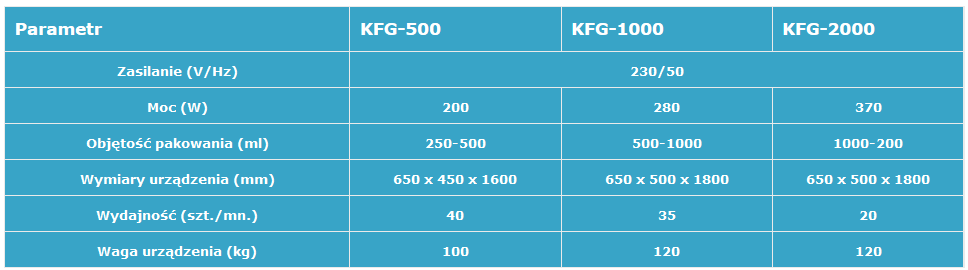 Parametr KFG-500 KFG-1000 KFG-2000
Zasilanie (V/Hz) 230/50
Moc (W) 200 280 370
Objętość pakowania (ml) 250-500 500-1000 1000-200
Wymiary urządzenia (mm) 650 x 450 x 1600 650 x 500 x 1800 650 x 500 x 1800
Wydajność (szt./mn.) 40 35 20
Waga urządzenia (kg) 100 120 120